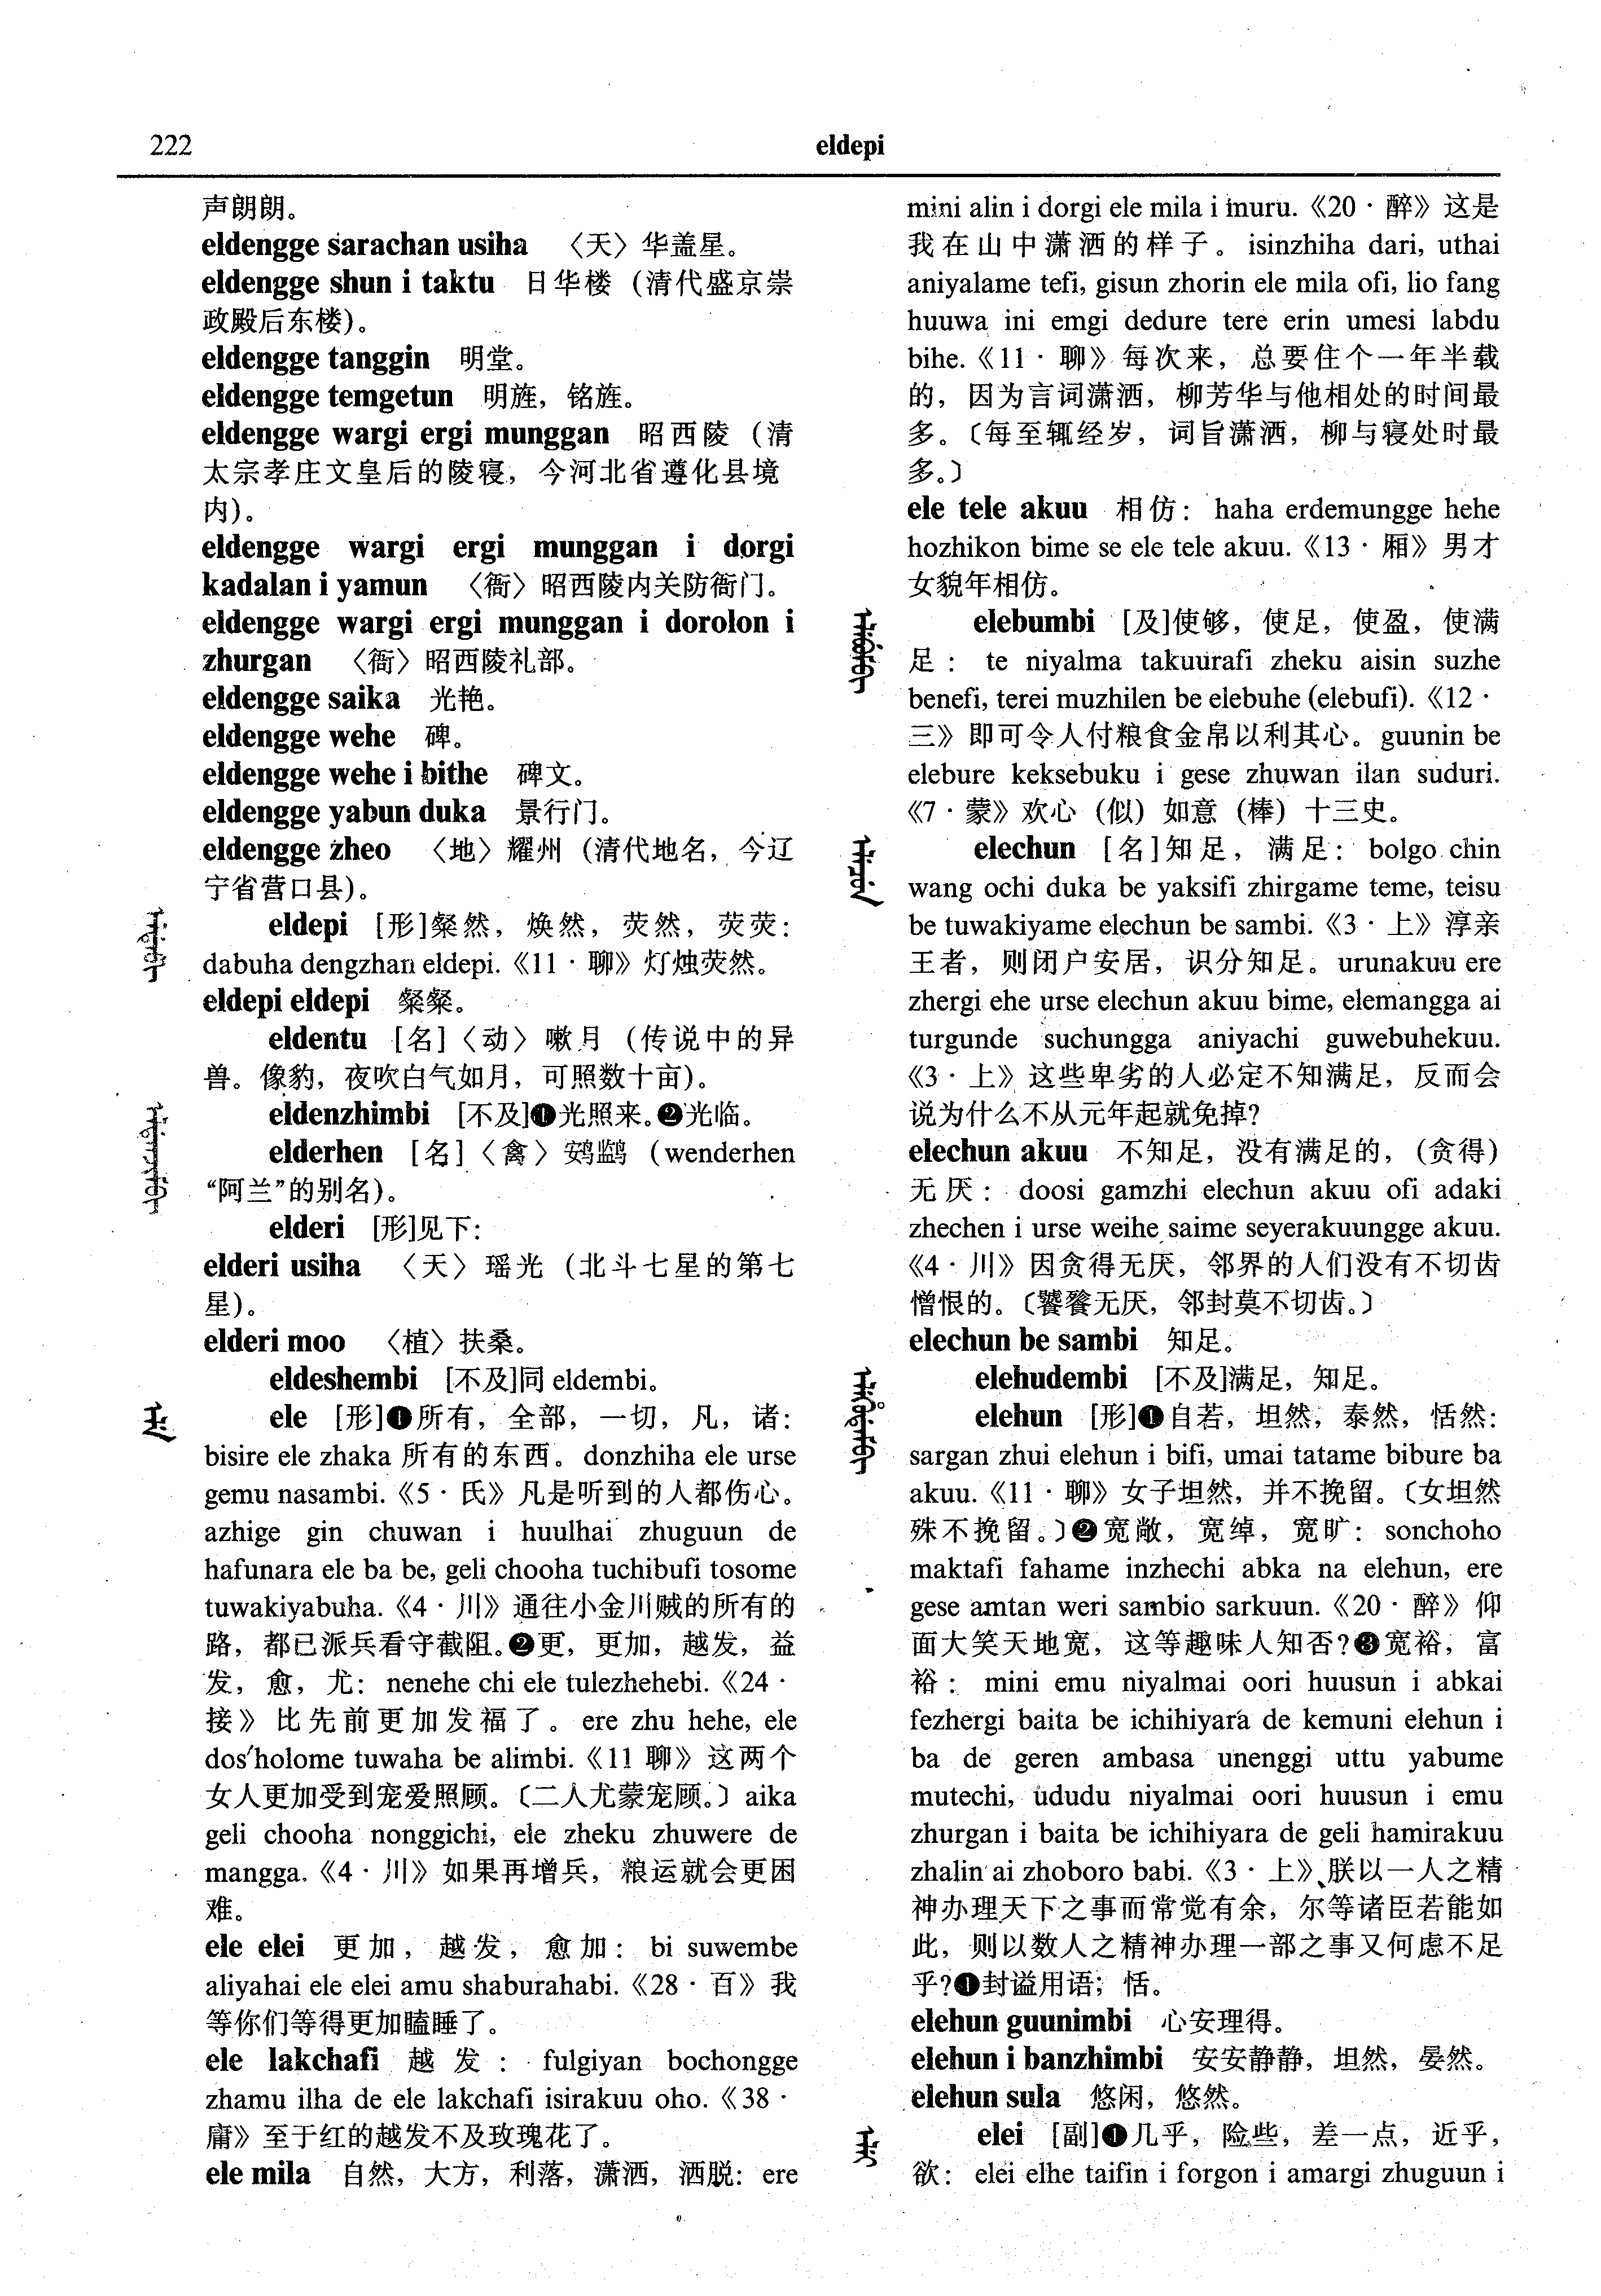 222
eldepi
声朗朗。
eldengge sarachan usiha 〈天〉华盖星。
eldengge shun i taktu 日华楼（清代盛京崇
政殿后东楼）。
eldengge tanggin 明堂。
eldengge temgetun 明旌，铭旌。
eldengge wargi ergi munggan 昭西陵（清
太宗孝庄文皇后的陵寝，今河北省遵化县境
内）。
eldengge wargi ergi munggan i dorgi
kadalan i yamun 〈衙〉昭西陵内关防衙门。
eldengge wargi ergi munggan i dorolon i
zhurgan 〈衙〉昭西陵礼部。
eldengge saika 光艳。
eldengge wehe 碑。
eldengge wehe i bithe 碑文。
eldengge yabun duka 景行门。
eldengge zheo 〈地〉耀州（清代地名，今辽
宁省营口县）。
eldepi [形]粲然，焕然，荧然，荧荧：
dabuha dengzhan eldepi.《11·聊》灯烛荧然。
eldepi eldepi 粲粲。
eldentu [名]〈动〉嗽月（传说中的异
兽。像豹，夜吹白气如月，可照数十亩）。
eldenzhimbi [不及]❶光照来。❷光临。
elderhen [名]〈禽〉鸡鹋（wenderhen
“阿兰”的别名）。
elderi [形]见下：
elderi usiha 〈天〉瑶光（北斗七星的第七
星）。
elderi moo 〈植〉扶桑。
eldeshembi [不及]同 eldembi。
ele [形]❶所有，全部，一切，凡，诸：
bisire ele zhaka 所有的东西。donzhiha ele urse
gemu nasambi.《5·氏》凡是听到的人都伤心。
azhige gin chuwan i huulhai zhuguun de
hafunara ele ba be, geli chooha tuchibufi tosome
tuwakiyabuha.《4·川》通往小金川贼的所有的
路，都已派兵看守截阻。❷更，更加，越发，益
发，愈，尤：nenehe chi ele tulezhehebi.《24·
接》比先前更加发福了。ere zhu hehe, ele
dos'holome tuwaha be alimbi.《11 聊》这两个
女人更加受到宠爱照顾。〔二人尤蒙宠顾。〕aika
geli chooha nonggichi, ele zheku zhuwere de
mangga.《4·川》如果再增兵，粮运就会更困
难。
ele elei 更加，越发，愈加：bi suwembe
aliyahai ele elei amu shaburahabi.《28·百》我
等你们等得更加瞌睡了。
ele lakchafi 越发：fulgiyan bochongge
zhamu ilha de ele lakchafi isirakuu oho.《38·
庸》至于红的越发不及玫瑰花了。
ele mila 自然，大方，利落，潇洒，洒脱：ere
mini alin i dorgi ele mila i muru.《20·醉》这是
我在山中潇洒的样子。isinzhiha dari, uthai
aniyalame tefi, gisun zhorin ele mila ofi, lio fang
huuwa ini emgi dedure tere erin umesi labdu
bihe.《11·聊》每次来，总要住个一年半载
的，因为言词潇洒，柳芳华与他相处的时间最
多。〔每至辄经岁，词旨潇洒，柳与寝处时最
多。〕
ele tele akuu 相仿：haha erdemungge hehe
hozhikon bime se ele tele akuu.《13·厢》男才
女貌年相仿。
elebumbi [及]使够，使足，使盈，使满
足：te niyalma takuurafi zheku aisin suzhe
benefi, terei muzhilen be elebuhe (elebufi).《12·
三》即可令人付粮食金帛以利其心。guunin be
elebure keksebuku i gese zhuwan ilan suduri.
《7·蒙》欢心（似）如意（棒）十三史。
elechun [名]知足，满足：bolgo chin
wang ochi duka be yaksifi zhirgame teme, teisu
be tuwakiyame elechun be sambi.《3·上》淳亲
王者，则闭户安居，识分知足。urunakuu ere
zhergi ehe urse elechun akuu bime, elemangga ai
turgunde suchungga aniyachi guwebuhekuu.
《3·上》这些卑劣的人必定不知满足，反而会
说为什么不从元年起就免掉？
elechun akuu 不知足，没有满足的，（贪得）
无厌：doosi gamzhi elechun akuu ofi adaki
zhechen i urse weihe saime seyerakuungge akuu.
《4·川》因贪得无厌，邻界的人们没有不切齿
憎恨的。〔饕餮无厌，邻封莫不切齿。〕
elechun be sambi 知足。
elehudembi [不及]满足，知足。
elehun [形]❶自若，坦然，泰然，恬然：
sargan zhui elehun i bifi, umai tatame bibure ba
akuu.《11·聊》女子坦然，并不挽留。〔女坦然
殊不挽留。〕❷宽敞，宽绰，宽旷：sonchoho
maktafi fahame inzhechi abka na elehun, ere
gese amtan weri sambio sarkuun.《20·醉》仰
面大笑天地宽，这等趣味人知否？❸宽裕，富
裕：mini emu niyalmai oori huusun i abkai
fezhergi baita be ichihiyara de kemuni elehun i
ba de geren ambasa unenggi uttu yabume
mutechi, ududu niyalmai oori huusun i emu
zhurgan i baita be ichihiyara de geli hamirakuu
zhalin ai zhoboro babi.《3·上》朕以一人之精
神办理天下之事而常觉有余，尔等诸臣若能如
此，则以数人之精神办理一部之事又何虑不足
乎？❶封谥用语；恬。
elehun guunimbi 心安理得。
elehun i banzhimbi 安安静静，坦然，晏然。
elehun sula 悠闲，悠然。
elei [副]❶几乎，险些，差一点，近乎，
欲：elei elhe taifin i forgon i amargi zhuguun i